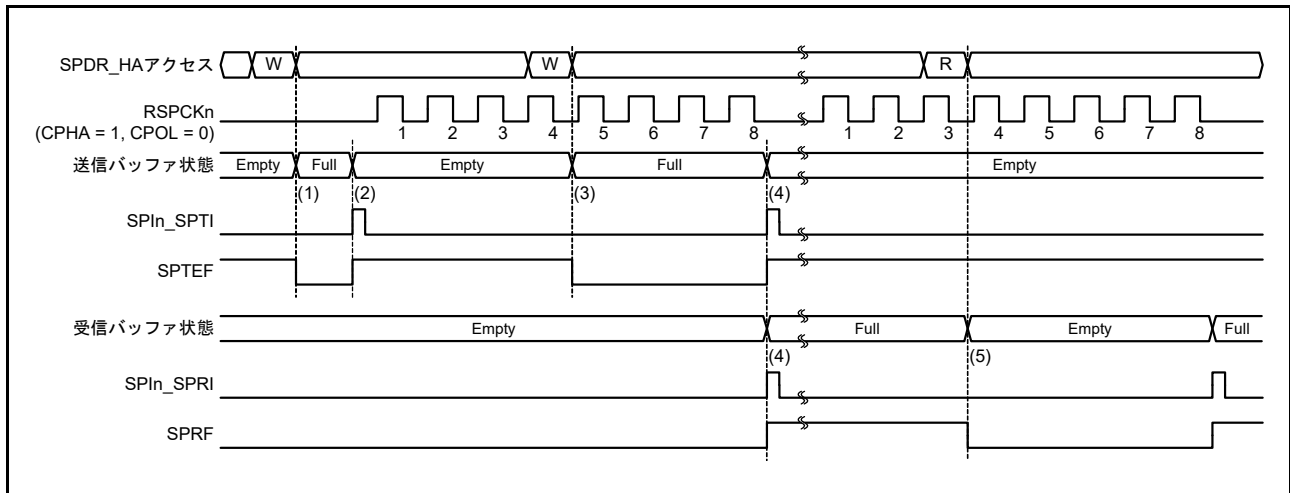 SPDR_HAアクセス W W R
RSPCKn
(CPHA = 1, CPOL = 0) 1 2 3 4 5 6 7 8 1 2 3 4 5 6 7 8
送信バッファ状態 Empty Full Empty Full Empty
(1) (2) (3) (4)
SPIn_SPTI
SPTEF
受信バッファ状態 Empty Full Empty Full
(4) (5)
SPIn_SPRI
SPRF